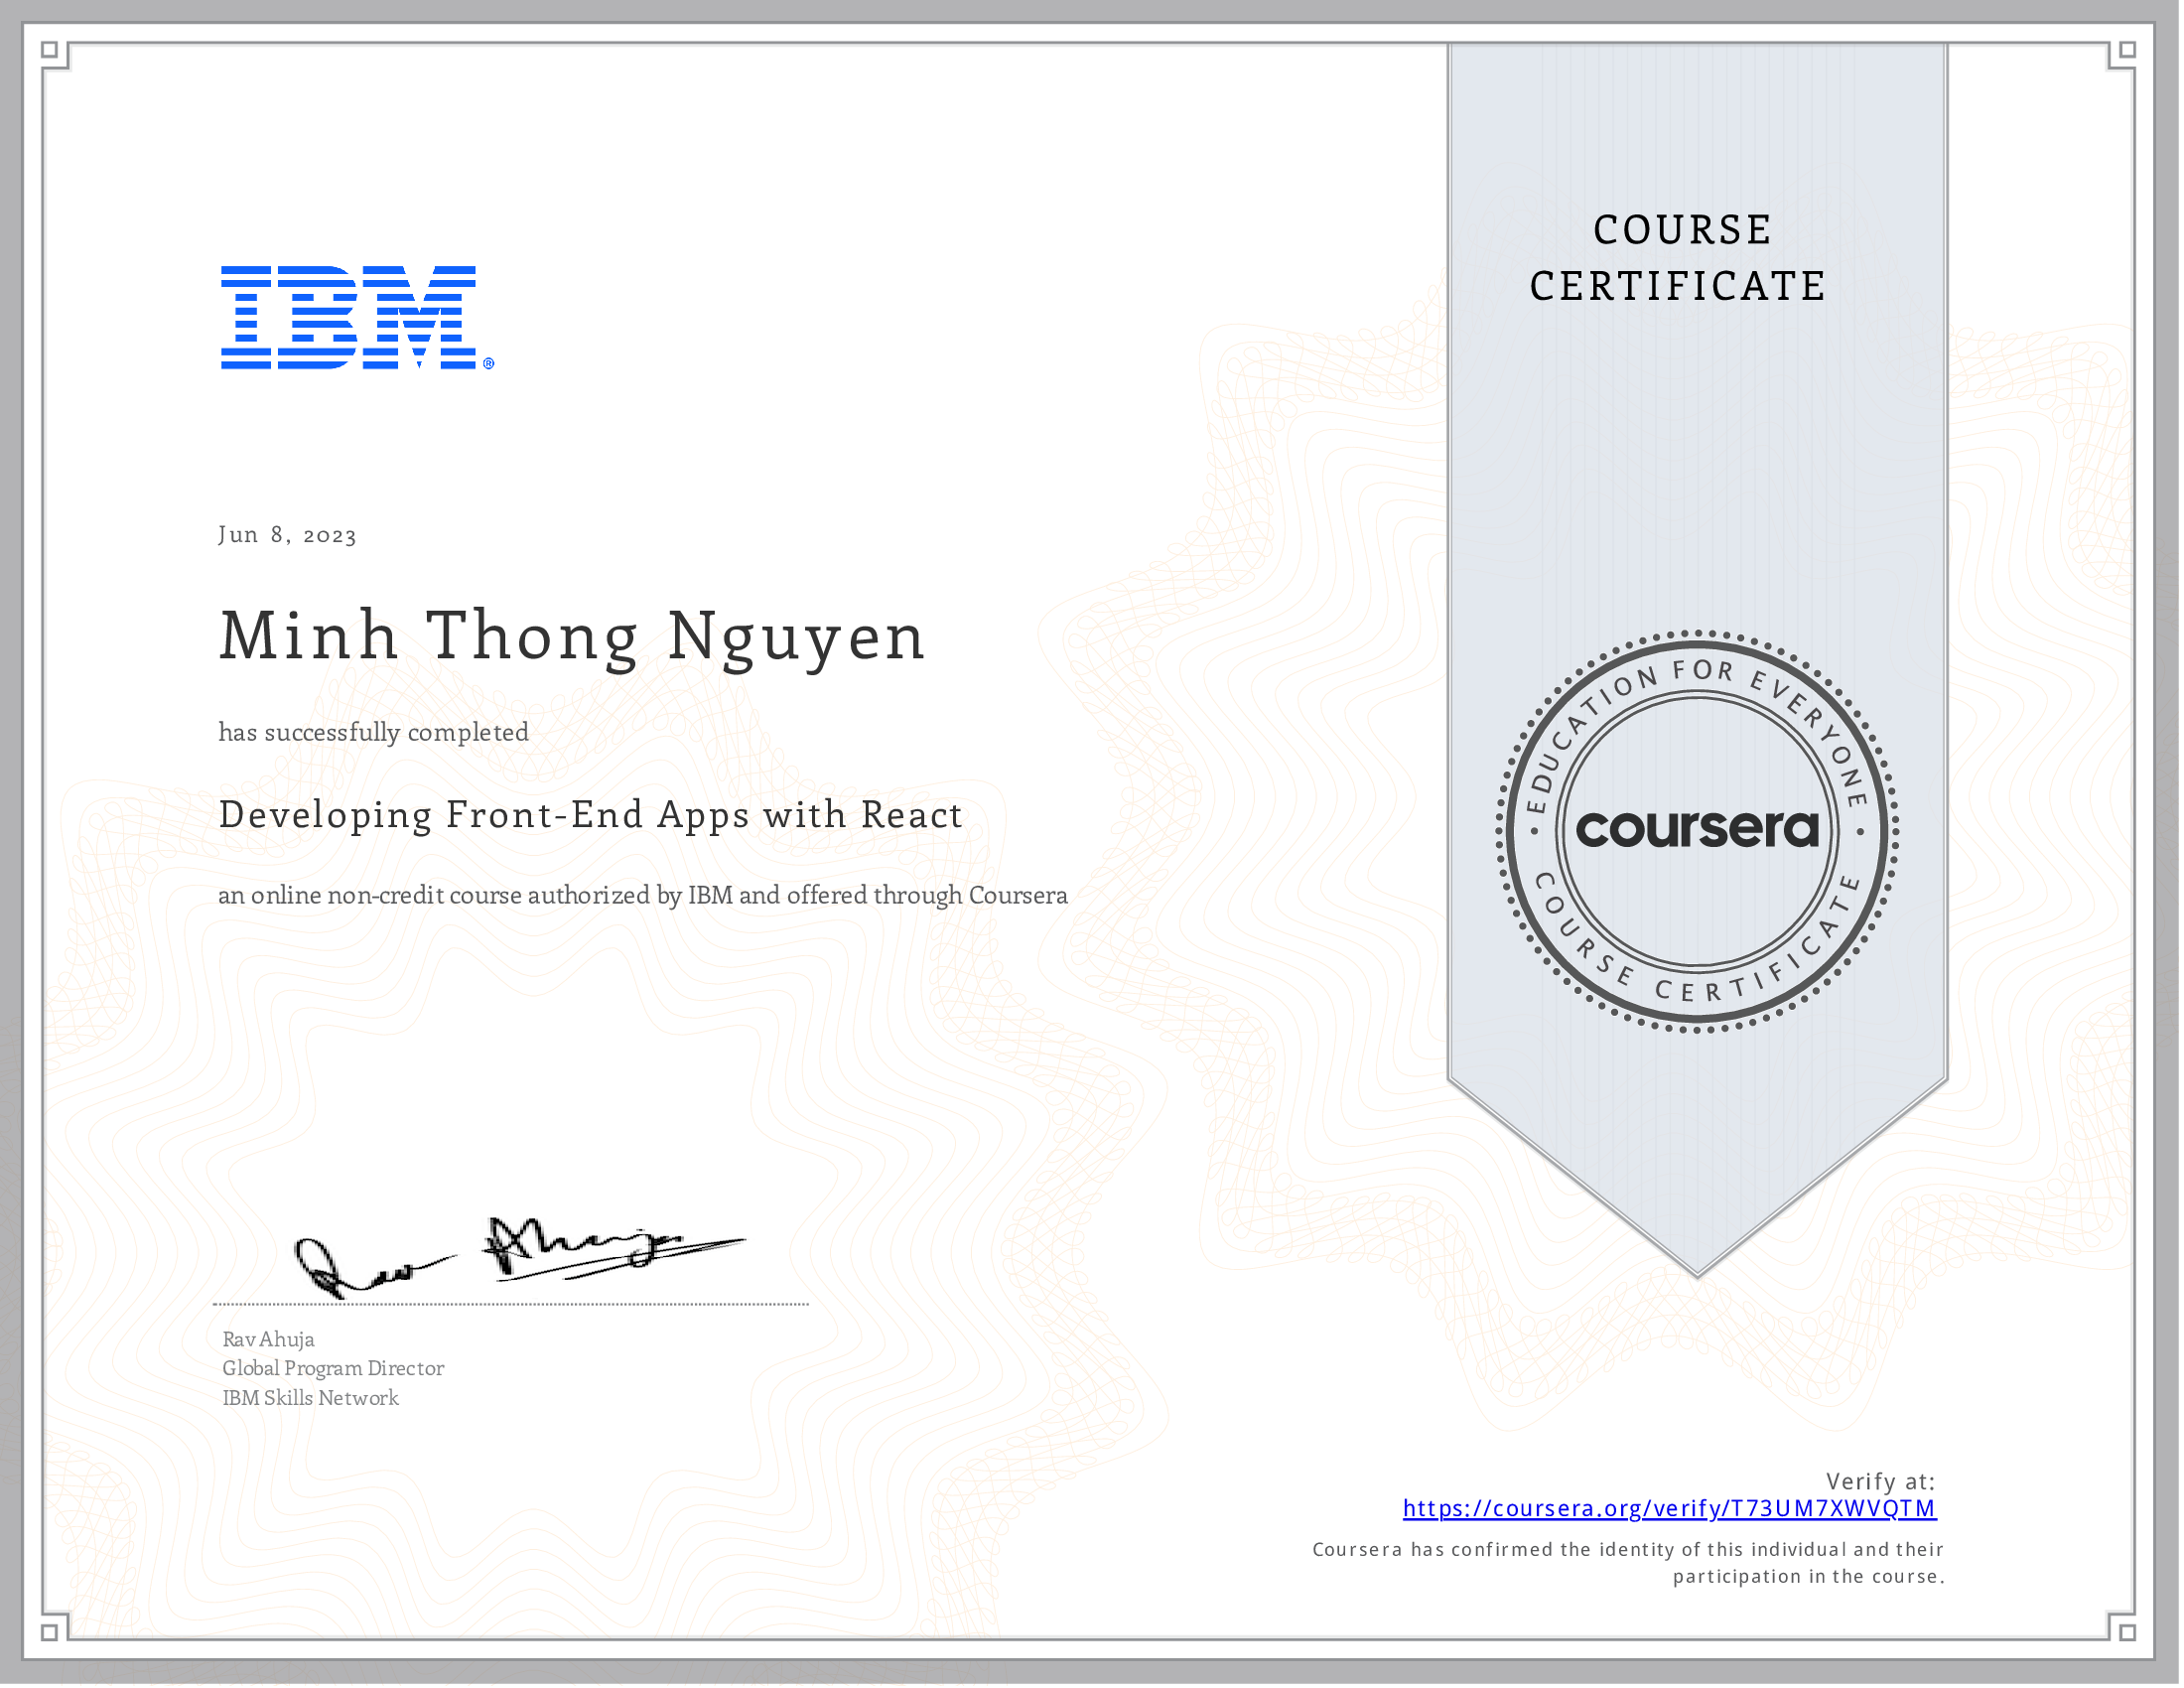 IBM®
COURSE
CERTIFICATE
Jun 8, 2023
Minh Thong Nguyen
has successfully completed
Developing Front-End Apps with React
an online non-credit course authorized by IBM and offered through Coursera
EDUCATION FOR EVERYONE
coursera
COURSE CERTIFICATE
Rav Ahuja
Global Program Director
IBM Skills Network
Verify at:
https://coursera.org/verify/T73UM7XWVQTM
Coursera has confirmed the identity of this individual and their
participation in the course.